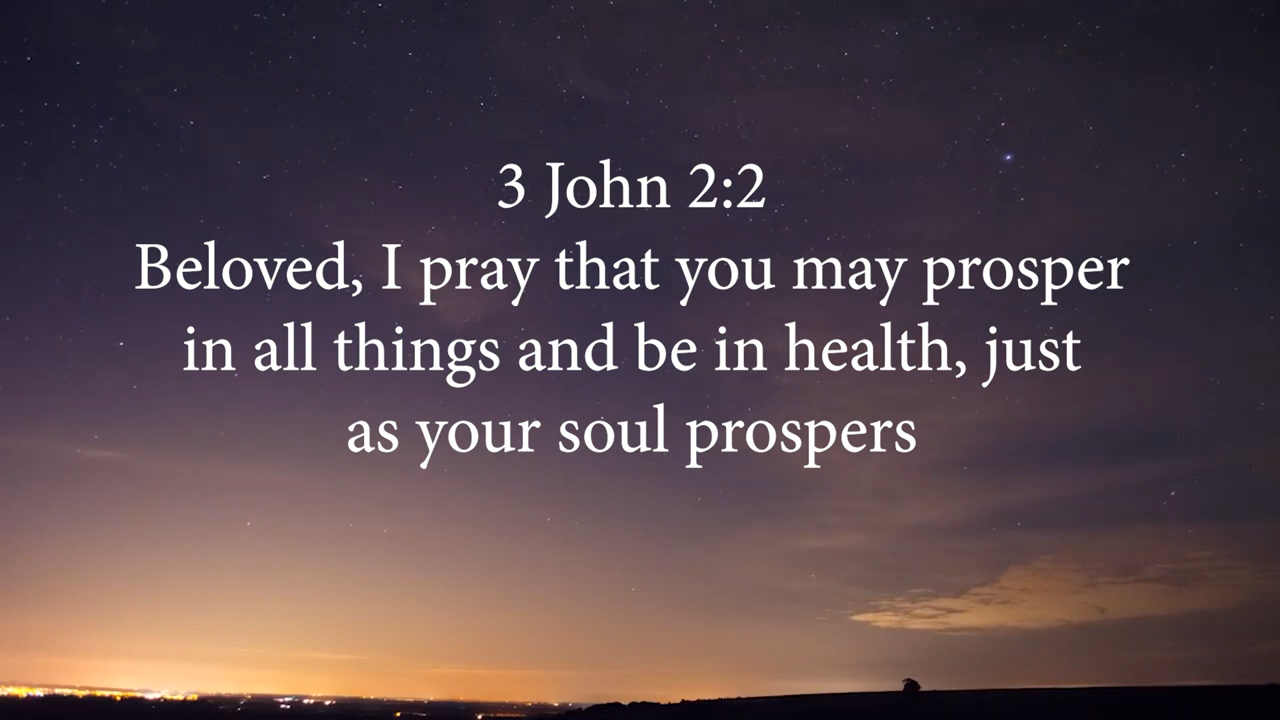 3 John 2:2
Beloved, I pray that you may prosper
in all things and be in health, just
as your soul prospers